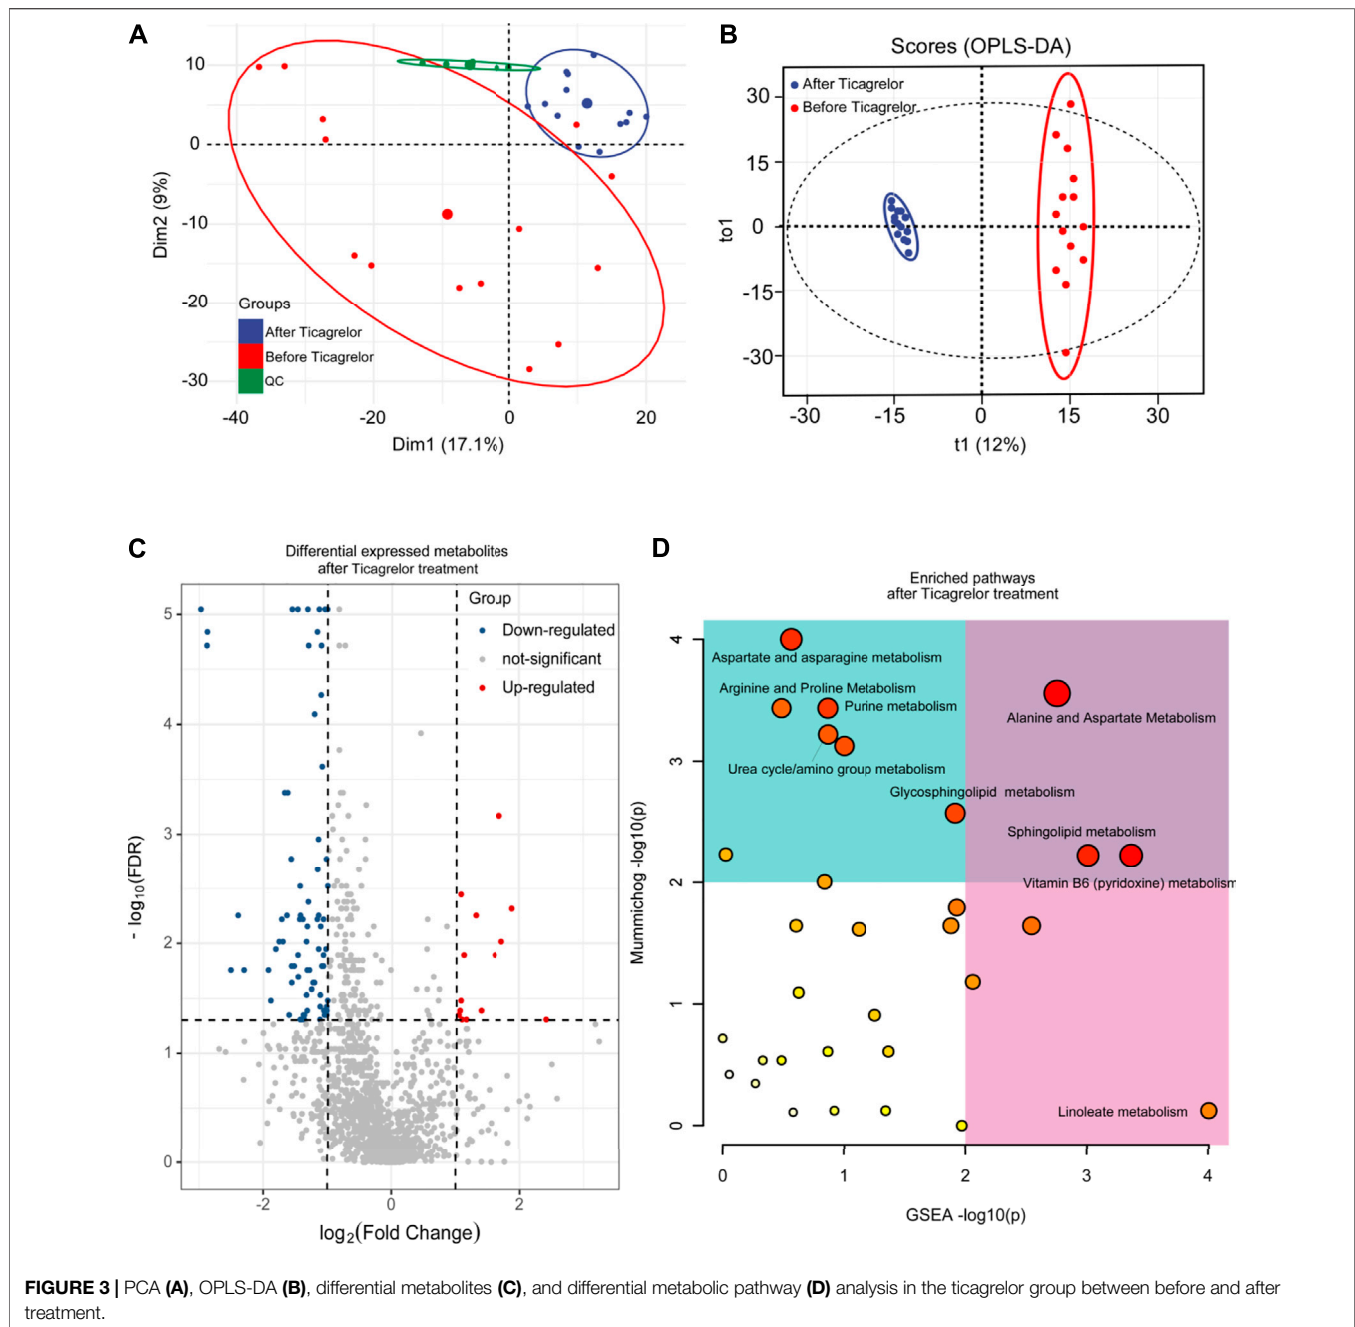 A
10
0
-10
-20
-30
Dim2 (9%)
Groups
After Ticagrelor
Before Ticagrelor
QC
-40
-20
0
20
Dim1 (17.1%)
B
Scores (OPLS-DA)
After Ticagrelor
Before Ticagrelor
30
15
0
-15
-30
to1
-30
-15
0
15
30
t1 (12%)
C
Differential expressed metabolites
after Ticagrelor treatment
Group
Down-regulated
not-significant
Up-regulated
5
4
3
2
1
0
- log10(FDR)
-2
0
2
log2(Fold Change)
D
Enriched pathways
after Ticagrelor treatment
4
3
2
1
0
Mummichog -log10(p)
Aspartate and asparagine metabolism
Arginine and Proline Metabolism
Purine metabolism
Alanine and Aspartate Metabolism
Urea cycle/amino group metabolism
Glycosphingolipid metabolism
Sphingolipid metabolism
Vitamin B6 (pyridoxine) metabolism
Linoleate metabolism
0
1
2
3
4
GSEA -log10(p)
FIGURE 3 | PCA (A), OPLS-DA (B), differential metabolites (C), and differential metabolic pathway (D) analysis in the ticagrelor group between before and after
treatment.